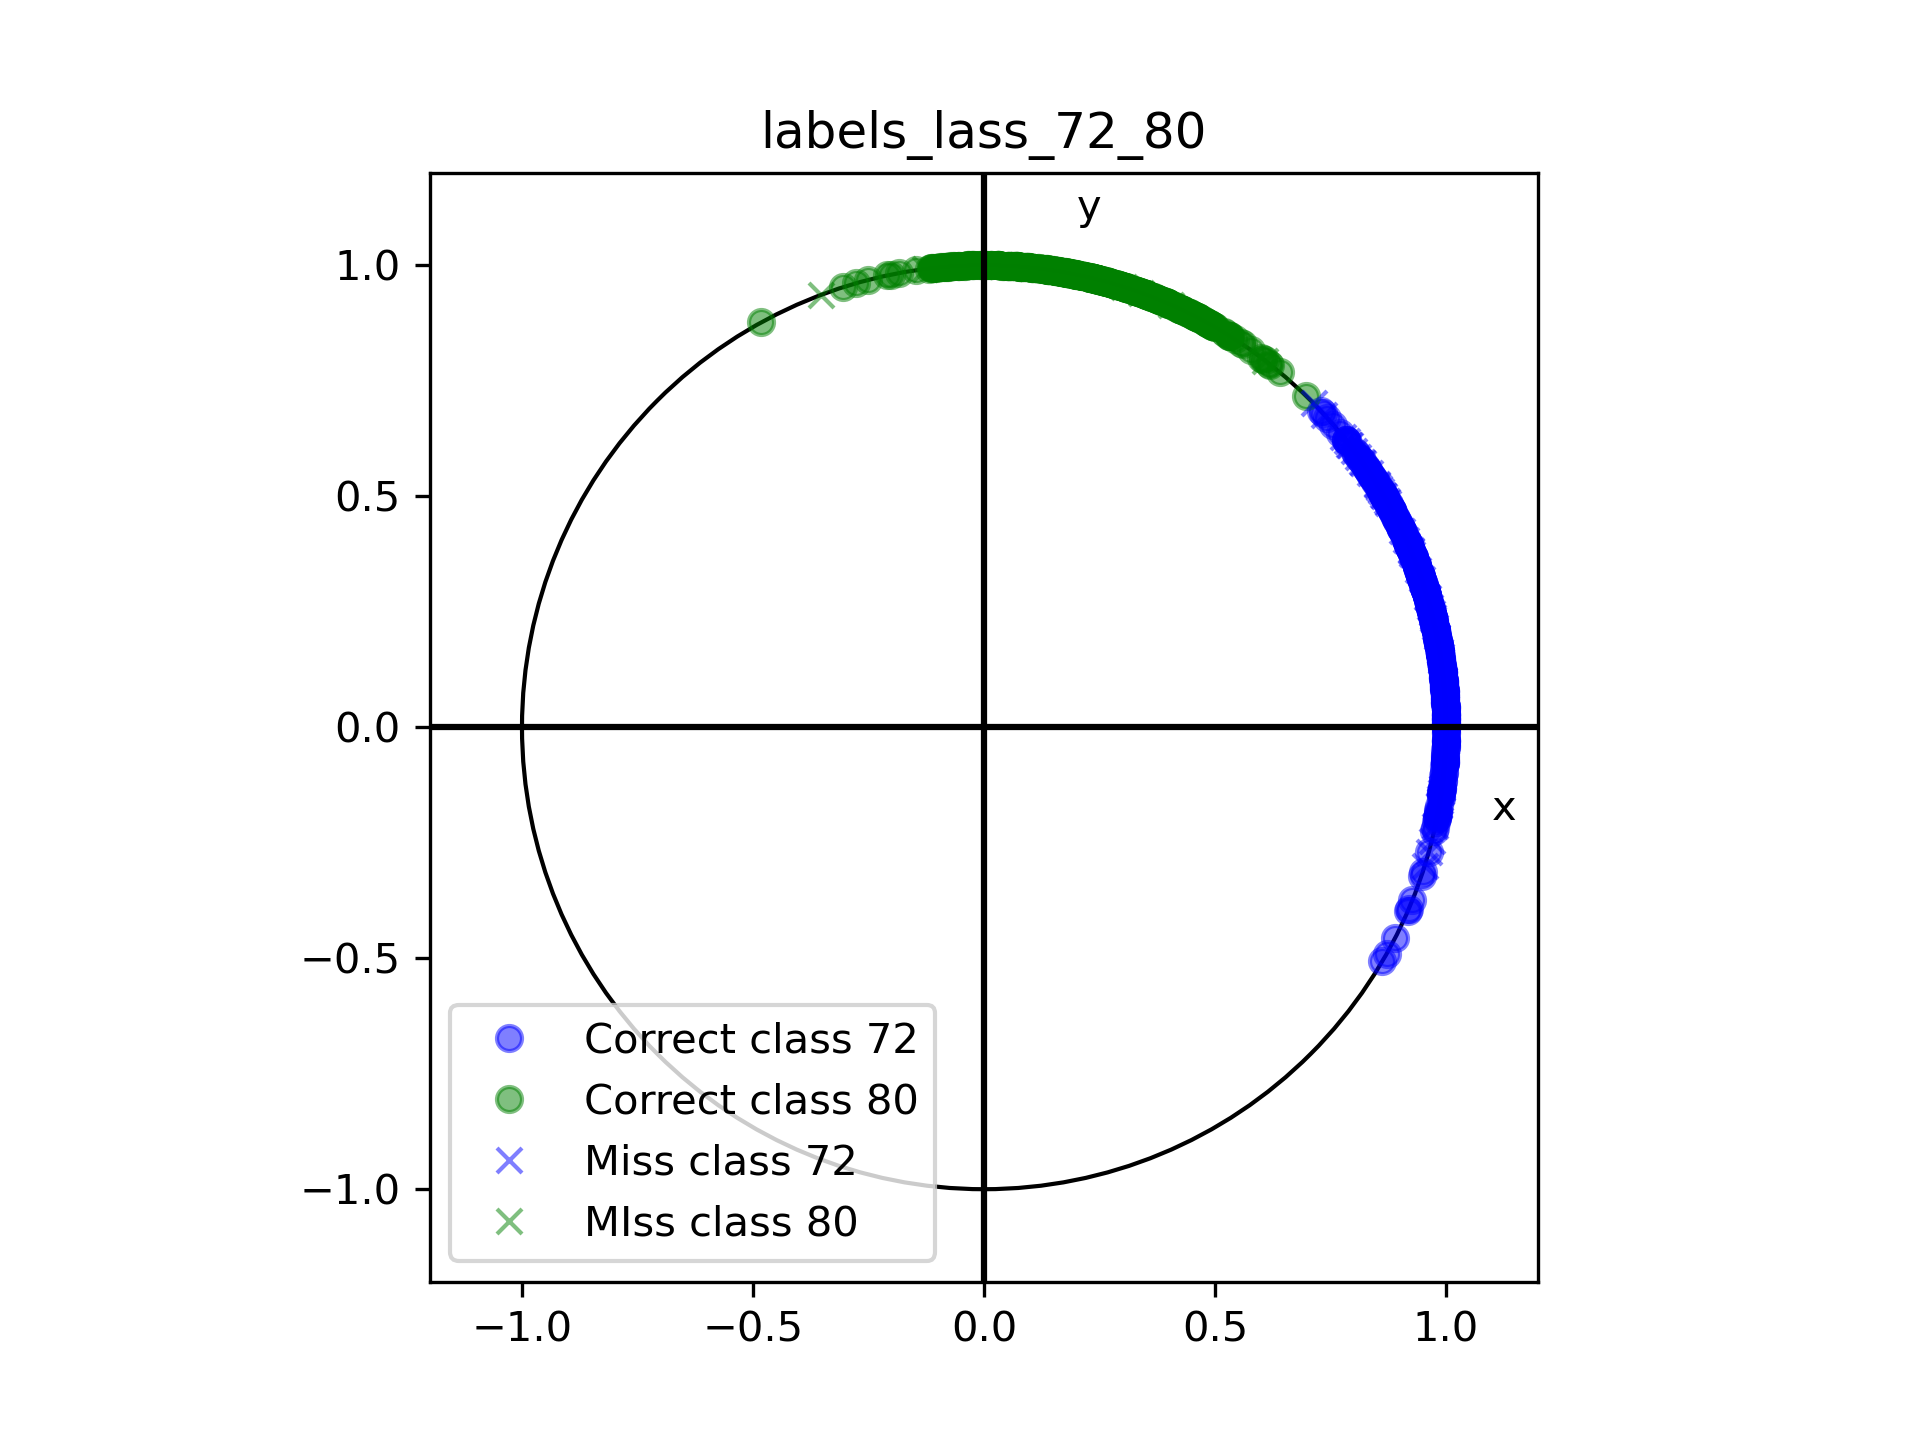 labels_lass_72_80
y
1.0
0.5
0.0
x
−0.5
−1.0
Correct class 72
Correct class 80
Miss class 72
MIss class 80
−1.0 −0.5 0.0 0.5 1.0